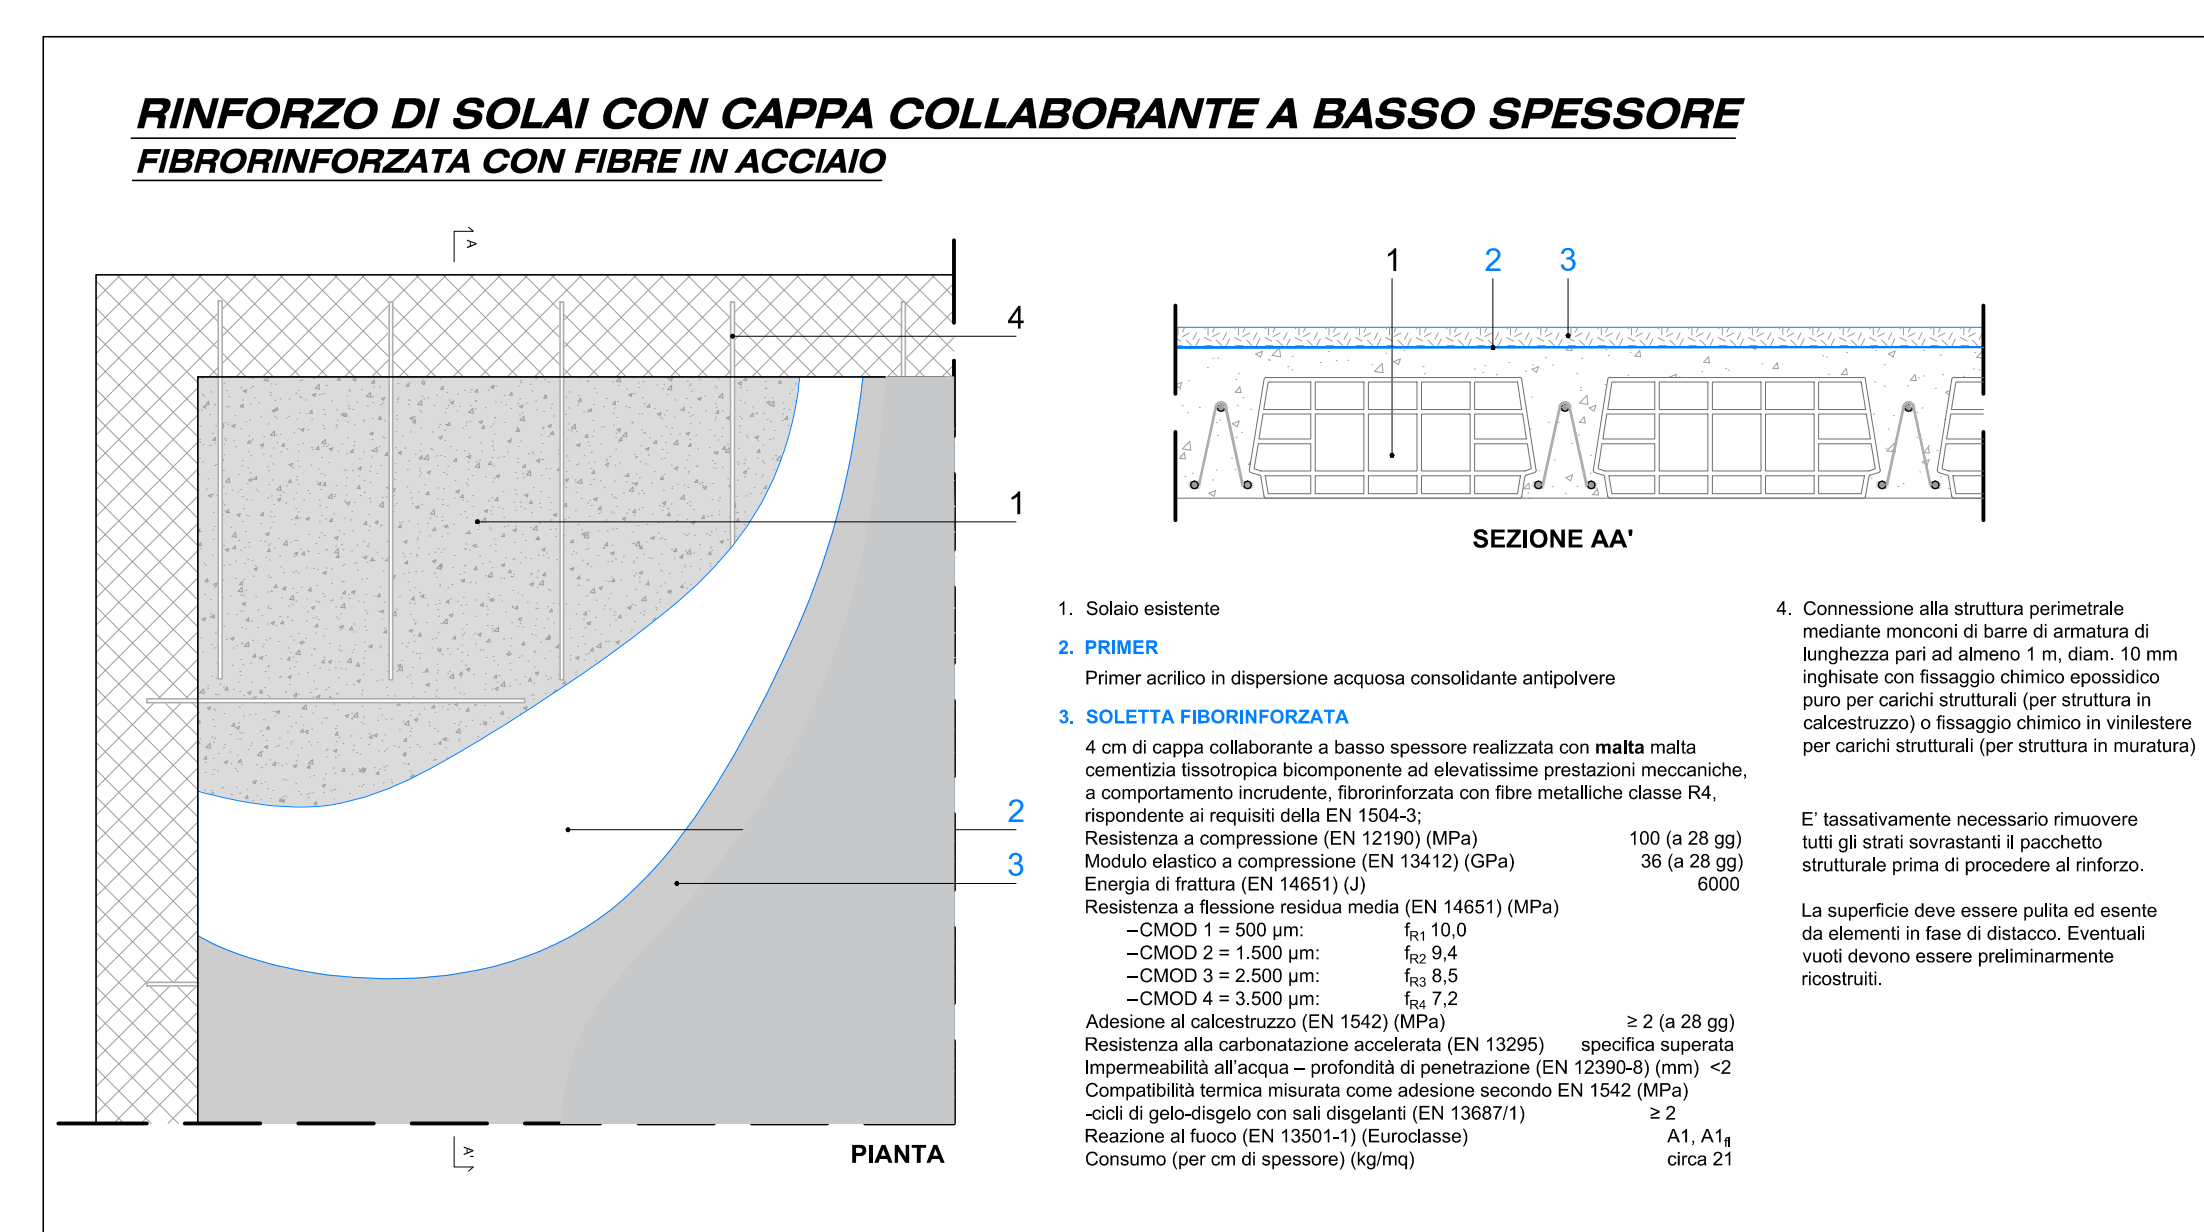 RINFORZO DI SOLAI CON CAPPA COLLABORANTE A BASSO SPESSORE
FIBRORINFORZATA CON FIBRE IN ACCIAIO
A
4
1
2
3
A'
PIANTA
1 2 3
SEZIONE AA'
1. Solaio esistente
2. PRIMER
Primer acrilico in dispersione acquosa consolidante antipolvere
3. SOLETTA FIBORINFORZATA
4 cm di cappa collaborante a basso spessore realizzata con malta malta
cementizia tissotropica bicomponente ad elevatissime prestazioni meccaniche,
a comportamento incrudente, fibrorinforzata con fibre metalliche classe R4,
rispondente ai requisiti della EN 1504-3;
Resistenza a compressione (EN 12190) (MPa) 100 (a 28 gg)
Modulo elastico a compressione (EN 13412) (GPa) 36 (a 28 gg)
Energia di frattura (EN 14651) (J) 6000
Resistenza a flessione residua media (EN 14651) (MPa)
–CMOD 1 = 500 μm: fR1 10,0
–CMOD 2 = 1.500 μm: fR2 9,4
–CMOD 3 = 2.500 μm: fR3 8,5
–CMOD 4 = 3.500 μm: fR4 7,2
Adesione al calcestruzzo (EN 1542) (MPa) ≥ 2 (a 28 gg)
Resistenza alla carbonatazione accelerata (EN 13295) specifica superata
Impermeabilità all'acqua – profondità di penetrazione (EN 12390-8) (mm) <2
Compatibilità termica misurata come adesione secondo EN 1542 (MPa)
-cicli di gelo-disgelo con sali disgelanti (EN 13687/1) ≥ 2
Reazione al fuoco (EN 13501-1) (Euroclasse) A1, A1fl
Consumo (per cm di spessore) (kg/mq) circa 21
4. Connessione alla struttura perimetrale
mediante monconi di barre di armatura di
lunghezza pari ad almeno 1 m, diam. 10 mm
inghisate con fissaggio chimico epossidico
puro per carichi strutturali (per struttura in
calcestruzzo) o fissaggio chimico in vinilestere
per carichi strutturali (per struttura in muratura)
E' tassativamente necessario rimuovere
tutti gli strati sovrastanti il pacchetto
strutturale prima di procedere al rinforzo.
La superficie deve essere pulita ed esente
da elementi in fase di distacco. Eventuali
vuoti devono essere preliminarmente
ricostruiti.